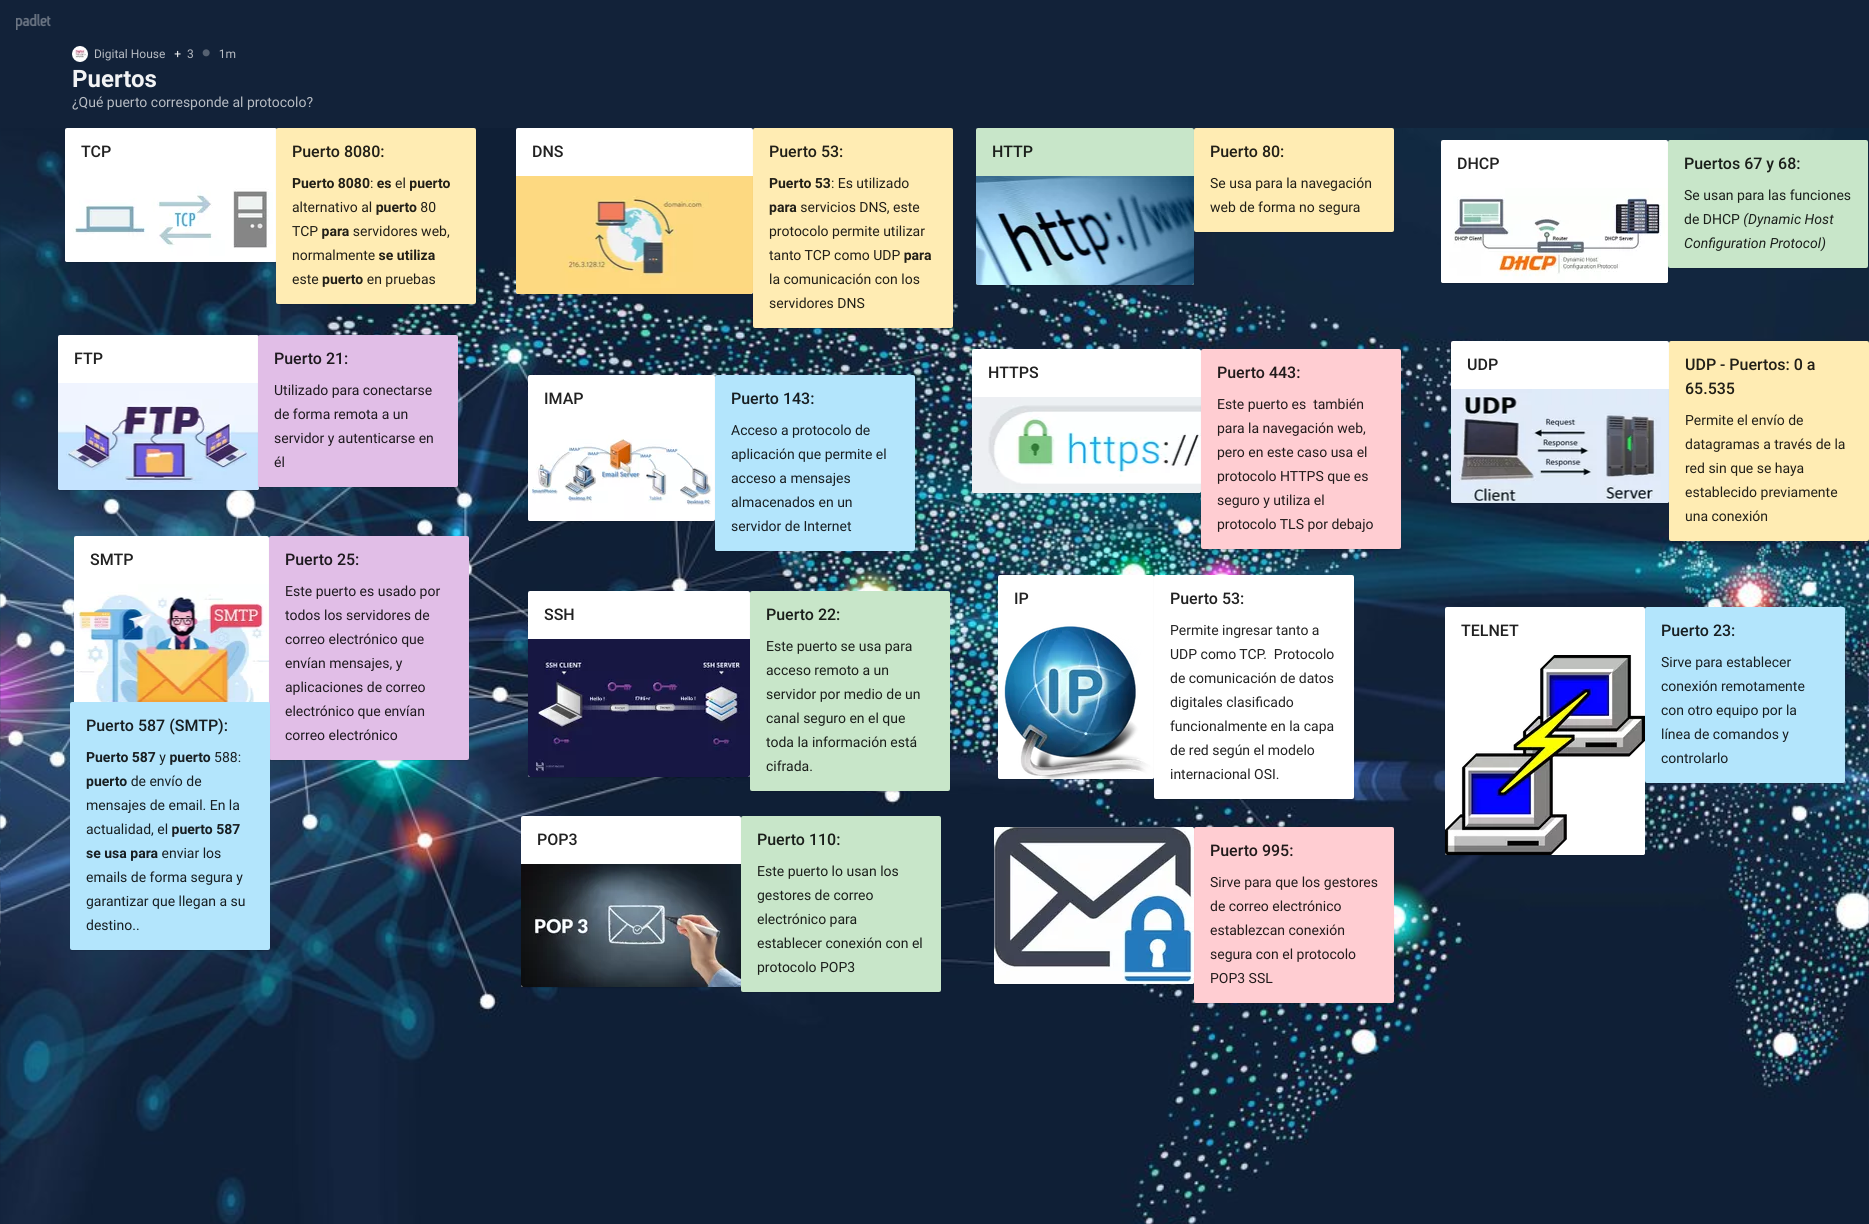 padlet
Digital House + 3 1m
Puertos
¿Qué puerto corresponde al protocolo?
TCP
TCP
Puerto 8080:
Puerto 8080: es el puerto
alternativo al puerto 80
TCP para servidores web,
normalmente se utiliza
este puerto en pruebas
DNS
domain.com
216.3.128.12
Puerto 53:
Puerto 53: Es utilizado
para servicios DNS, este
protocolo permite utilizar
tanto TCP como UDP para
la comunicación con los
servidores DNS
HTTP
http://www
Puerto 80:
Se usa para la navegación
web de forma no segura
DHCP
DHCP Client
Router
DHCP Server
DHCP
Dynamic Host
Configuration Protocol
Puertos 67 y 68:
Se usan para las funciones
de DHCP (Dynamic Host
Configuration Protocol)
FTP
FTP
Puerto 21:
Utilizado para conectarse
de forma remota a un
servidor y autenticarse en
él
IMAP
IMAP
IMAP
IMAP
IMAP
Email Server
SmartPhone
Desktop PC
Tablet
Desktop PC
Puerto 143:
Acceso a protocolo de
aplicación que permite el
acceso a mensajes
almacenados en un
servidor de Internet
HTTPS
https://
Puerto 443:
Este puerto es también
para la navegación web,
pero en este caso usa el
protocolo HTTPS que es
seguro y utiliza el
protocolo TLS por debajo
UDP
UDP
Request
Response
Response
Client
Server
UDP - Puertos: 0 a
65.535
Permite el envío de
datagramas a través de la
red sin que se haya
establecido previamente
una conexión
SMTP
SMTP
Puerto 25:
Este puerto es usado por
todos los servidores de
correo electrónico que
envían mensajes, y
aplicaciones de correo
electrónico que envían
correo electrónico
Puerto 587 (SMTP):
Puerto 587 y puerto 588:
puerto de envío de
mensajes de email. En la
actualidad, el puerto 587
se usa para enviar los
emails de forma segura y
garantizar que llegan a su
destino..
SSH
SSH CLIENT
SSH SERVER
Hello !
Hello !
Puerto 22:
Este puerto se usa para
acceso remoto a un
servidor por medio de un
canal seguro en el que
toda la información está
cifrada.
IP
IP
Puerto 53:
Permite ingresar tanto a
UDP como TCP. Protocolo
de comunicación de datos
digitales clasificado
funcionalmente en la capa
de red según el modelo
internacional OSI.
TELNET
Puerto 23:
Sirve para establecer
conexión remotamente
con otro equipo por la
línea de comandos y
controlarlo
POP3
POP 3
Puerto 110:
Este puerto lo usan los
gestores de correo
electrónico para
establecer conexión con el
protocolo POP3
Puerto 995:
Sirve para que los gestores
de correo electrónico
establezcan conexión
segura con el protocolo
POP3 SSL